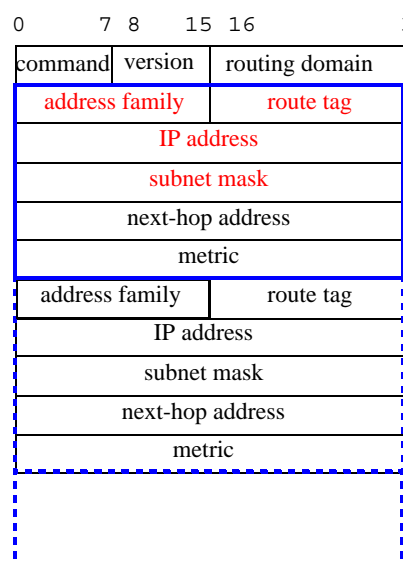 0 7 8 15 16
command version routing domain
address family route tag
IP address
subnet mask
next-hop address
metric
address family route tag
IP address
subnet mask
next-hop address
metric